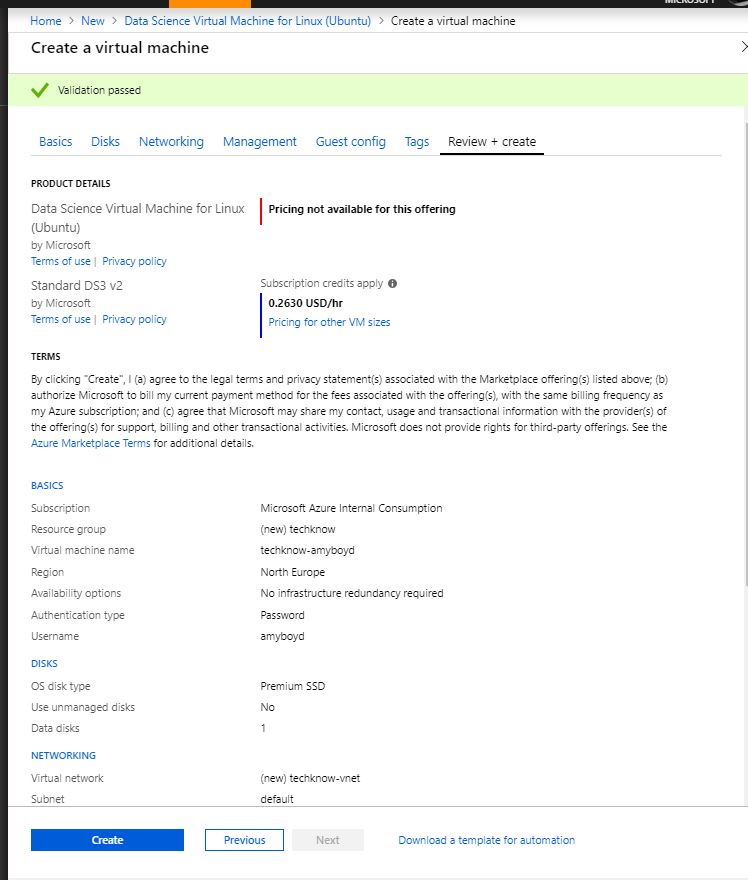 MICROSOFT
Home > New > Data Science Virtual Machine for Linux (Ubuntu) > Create a virtual machine
Create a virtual machine
Validation passed
Basics Disks Networking Management Guest config Tags Review + create
PRODUCT DETAILS
Data Science Virtual Machine for Linux
(Ubuntu)
by Microsoft
Terms of use | Privacy policy
Pricing not available for this offering
Standard DS3 v2
by Microsoft
Terms of use | Privacy policy
Subscription credits apply
0.2630 USD/hr
Pricing for other VM sizes
TERMS
By clicking "Create", I (a) agree to the legal terms and privacy statement(s) associated with the Marketplace offering(s) listed above; (b)
authorize Microsoft to bill my current payment method for the fees associated with the offering(s), with the same billing frequency as
my Azure subscription; and (c) agree that Microsoft may share my contact, usage and transactional information with the provider(s) of
the offering(s) for support, billing and other transactional activities. Microsoft does not provide rights for third-party offerings. See the
Azure Marketplace Terms for additional details.
BASICS
Subscription Microsoft Azure Internal Consumption
Resource group (new) techknow
Virtual machine name techknow-amyboyd
Region North Europe
Availability options No infrastructure redundancy required
Authentication type Password
Username amyboyd
DISKS
OS disk type Premium SSD
Use unmanaged disks No
Data disks 1
NETWORKING
Virtual network (new) techknow-vnet
Subnet default
Create Previous Next Download a template for automation